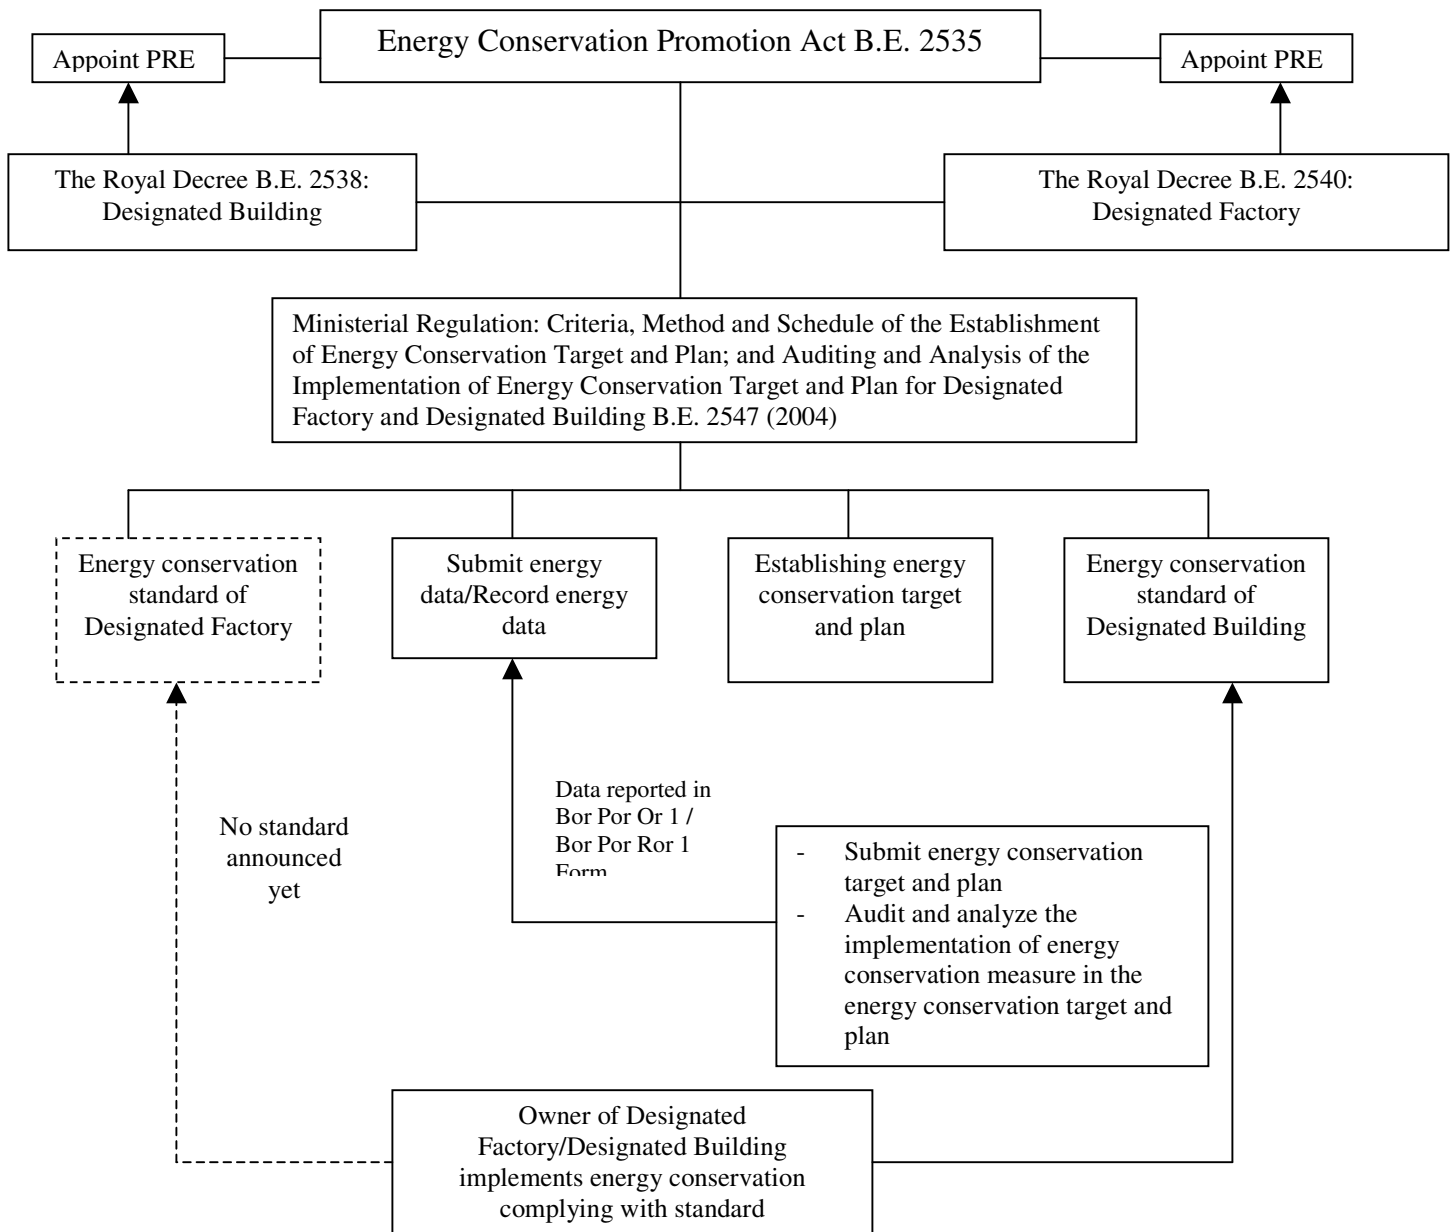 Energy Conservation Promotion Act B.E. 2535
Appoint PRE
Appoint PRE
The Royal Decree B.E. 2538:
Designated Building
The Royal Decree B.E. 2540:
Designated Factory
Ministerial Regulation: Criteria, Method and Schedule of the Establishment
of Energy Conservation Target and Plan; and Auditing and Analysis of the
Implementation of Energy Conservation Target and Plan for Designated
Factory and Designated Building B.E. 2547 (2004)
Energy conservation
standard of
Designated Factory
Submit energy
data/Record energy
data
Establishing energy
conservation target
and plan
Energy conservation
standard of
Designated Building
No standard
announced
yet
Data reported in
Bor Por Or 1 /
Bor Por Ror 1
Form
- Submit energy conservation
target and plan
- Audit and analyze the
implementation of energy
conservation measure in the
energy conservation target and
plan
Owner of Designated
Factory/Designated Building
implements energy conservation
complying with standard